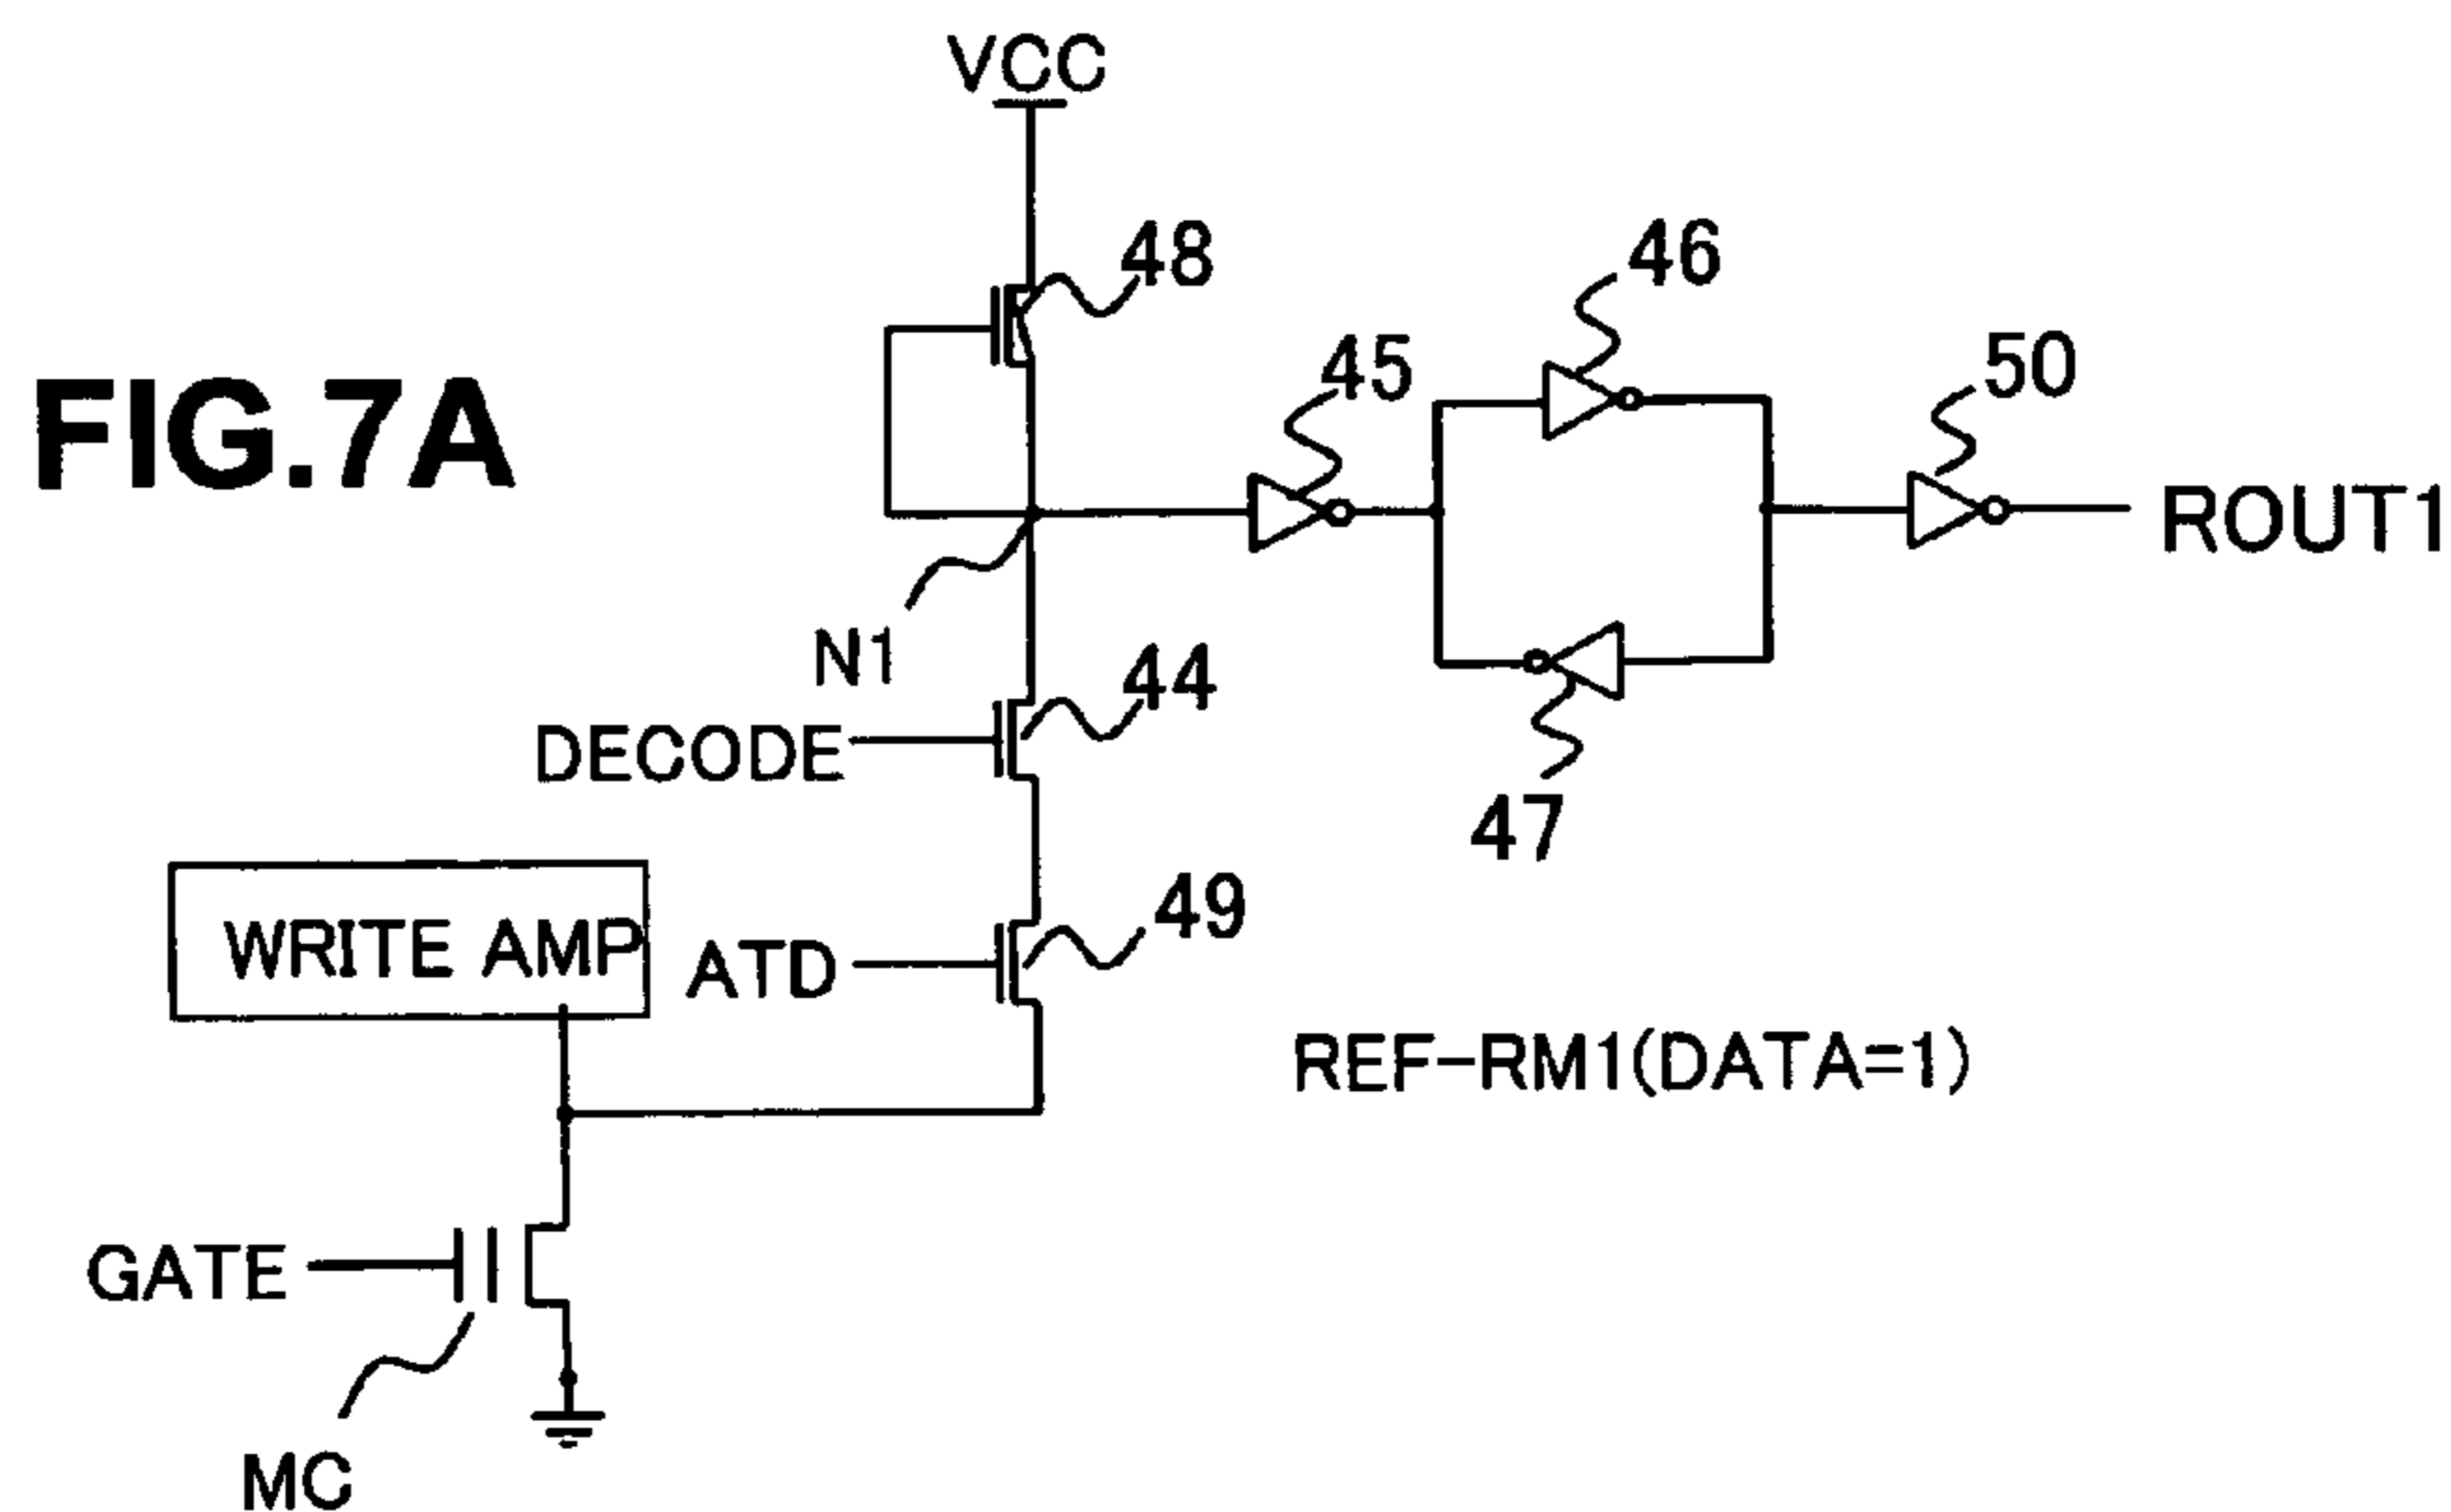 VCC
48
46
45
50
FIG.7A
ROUT1
N1
44
DECODE
47
49
WRITE AMP
ATD
REF-RM1(DATA=1)
GATE
MC